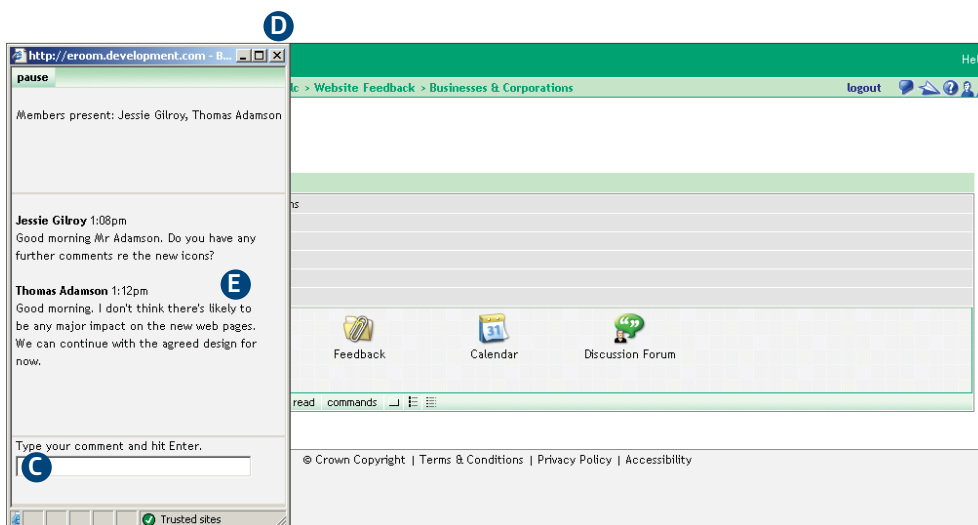 D
http://eroom.development.com - B...
pause
Members present: Jessie Gilroy, Thomas Adamson
Jessie Gilroy 1:08pm
Good morning Mr Adamson. Do you have any
further comments re the new icons?
E
Thomas Adamson 1:12pm
Good morning. I don't think there's likely to
be any major impact on the new web pages.
We can continue with the agreed design for
now.
Type your comment and hit Enter.
C
Trusted sites
Hel
lc > Website Feedback > Businesses & Corporations
logout
ns
31
Feedback Calendar Discussion Forum
read commands
© Crown Copyright | Terms & Conditions | Privacy Policy | Accessibility